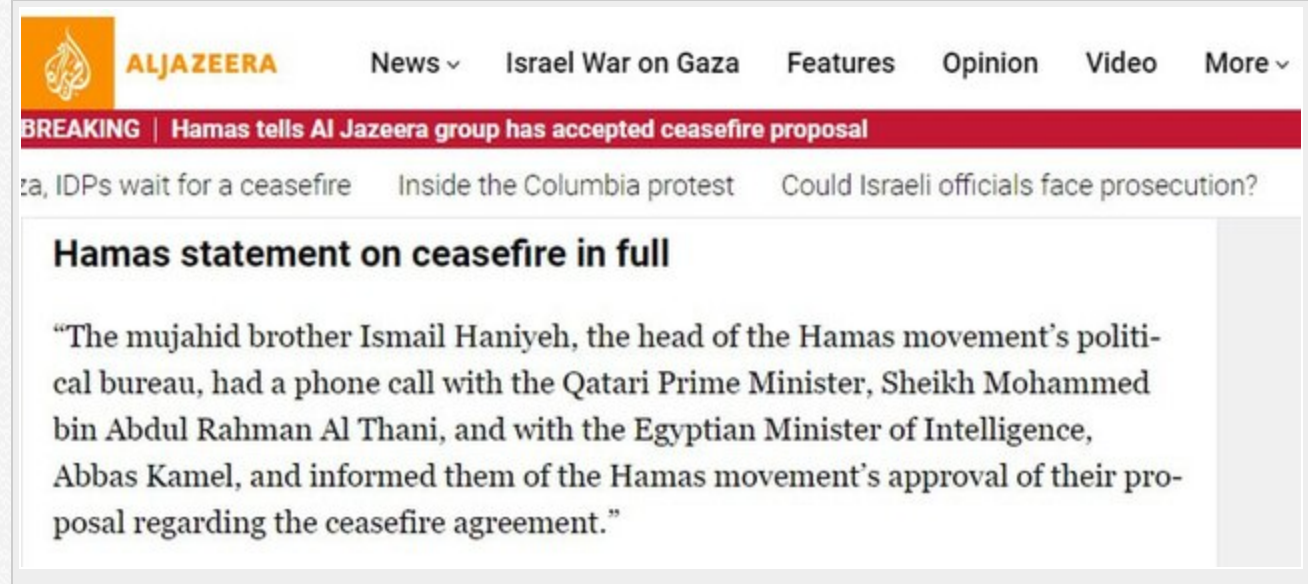 ALJAZEERA News Israel War on Gaza Features Opinion Video More
BREAKING | Hamas tells Al Jazeera group has accepted ceasefire proposal
za, IDPs wait for a ceasefire Inside the Columbia protest Could Israeli officials face prosecution?
Hamas statement on ceasefire in full
“The mujahid brother Ismail Haniyeh, the head of the Hamas movement’s politi-
cal bureau, had a phone call with the Qatari Prime Minister, Sheikh Mohammed
bin Abdul Rahman Al Thani, and with the Egyptian Minister of Intelligence,
Abbas Kamel, and informed them of the Hamas movement’s approval of their pro-
posal regarding the ceasefire agreement.”